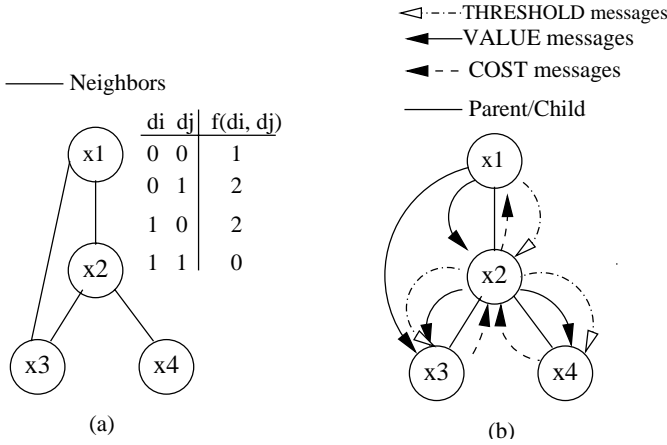 THRESHOLD messages
VALUE messages
COST messages
Parent/Child
Neighbors
di dj f(di, dj)
0 0 1
0 1 2
1 0 2
1 1 0
x1
x2
x3 x4
(a)
x1
x2
x3 x4
(b)